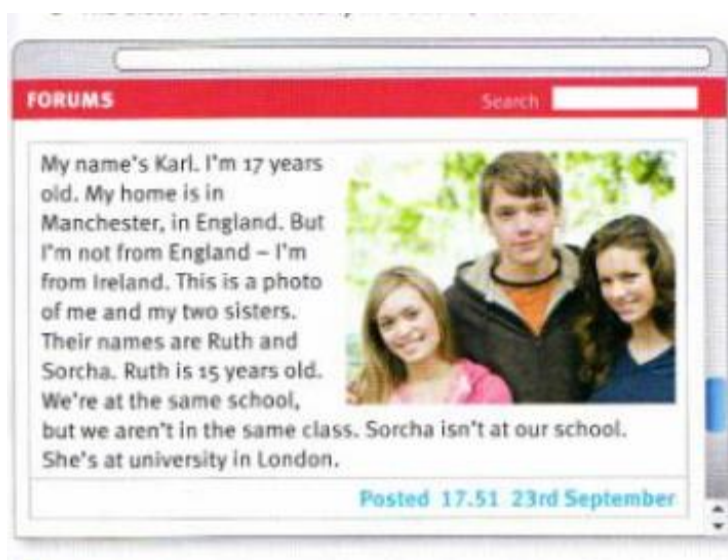 FORUMS Search
My name's Karl. I'm 17 years
old. My home is in
Manchester, in England. But
I'm not from England – I'm
from Ireland. This is a photo
of me and my two sisters.
Their names are Ruth and
Sorcha. Ruth is 15 years old.
We're at the same school,
but we aren't in the same class. Sorcha isn't at our school.
She's at university in London.
Posted 17.51 23rd September